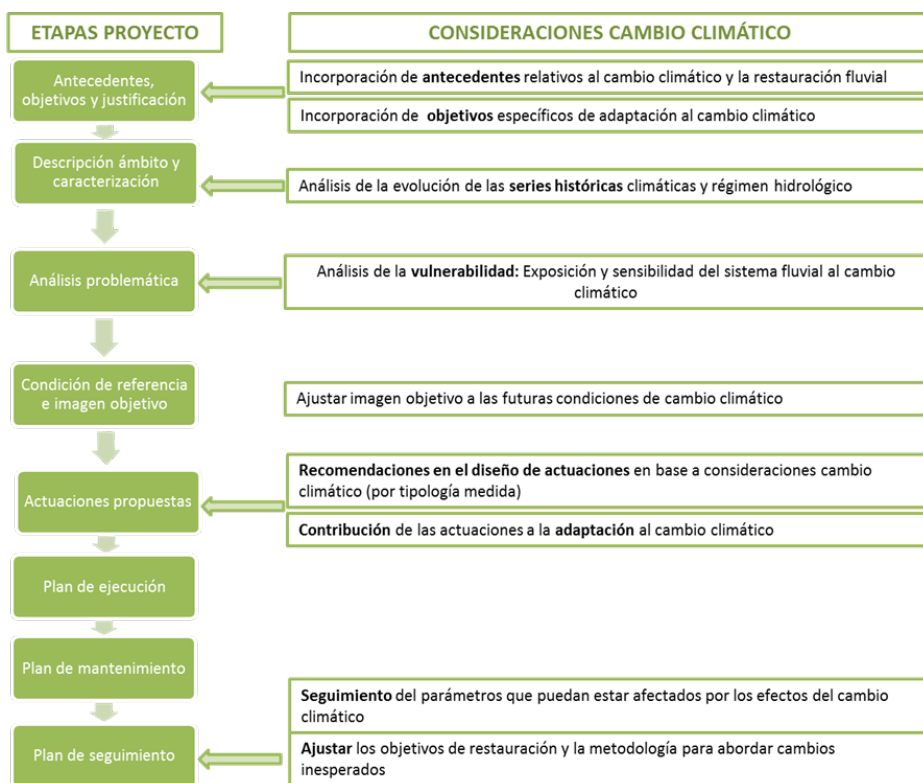 ETAPAS PROYECTO
CONSIDERACIONES CAMBIO CLIMÁTICO
Antecedentes,
objetivos y justificación
Incorporación de antecedentes relativos al cambio climático y la restauración fluvial
Incorporación de objetivos específicos de adaptación al cambio climático
Descripción ámbito y
caracterización
Análisis de la evolución de las series históricas climáticas y régimen hidrológico
Análisis problemática
Análisis de la vulnerabilidad: Exposición y sensibilidad del sistema fluvial al cambio
climático
Condición de referencia
e imagen objetivo
Ajustar imagen objetivo a las futuras condiciones de cambio climático
Actuaciones propuestas
Recomendaciones en el diseño de actuaciones en base a consideraciones cambio
climático (por tipología medida)
Contribución de las actuaciones a la adaptación al cambio climático
Plan de ejecución
Plan de mantenimiento
Plan de seguimiento
Seguimiento del parámetros que puedan estar afectados por los efectos del cambio
climático
Ajustar los objetivos de restauración y la metodología para abordar cambios
inesperados